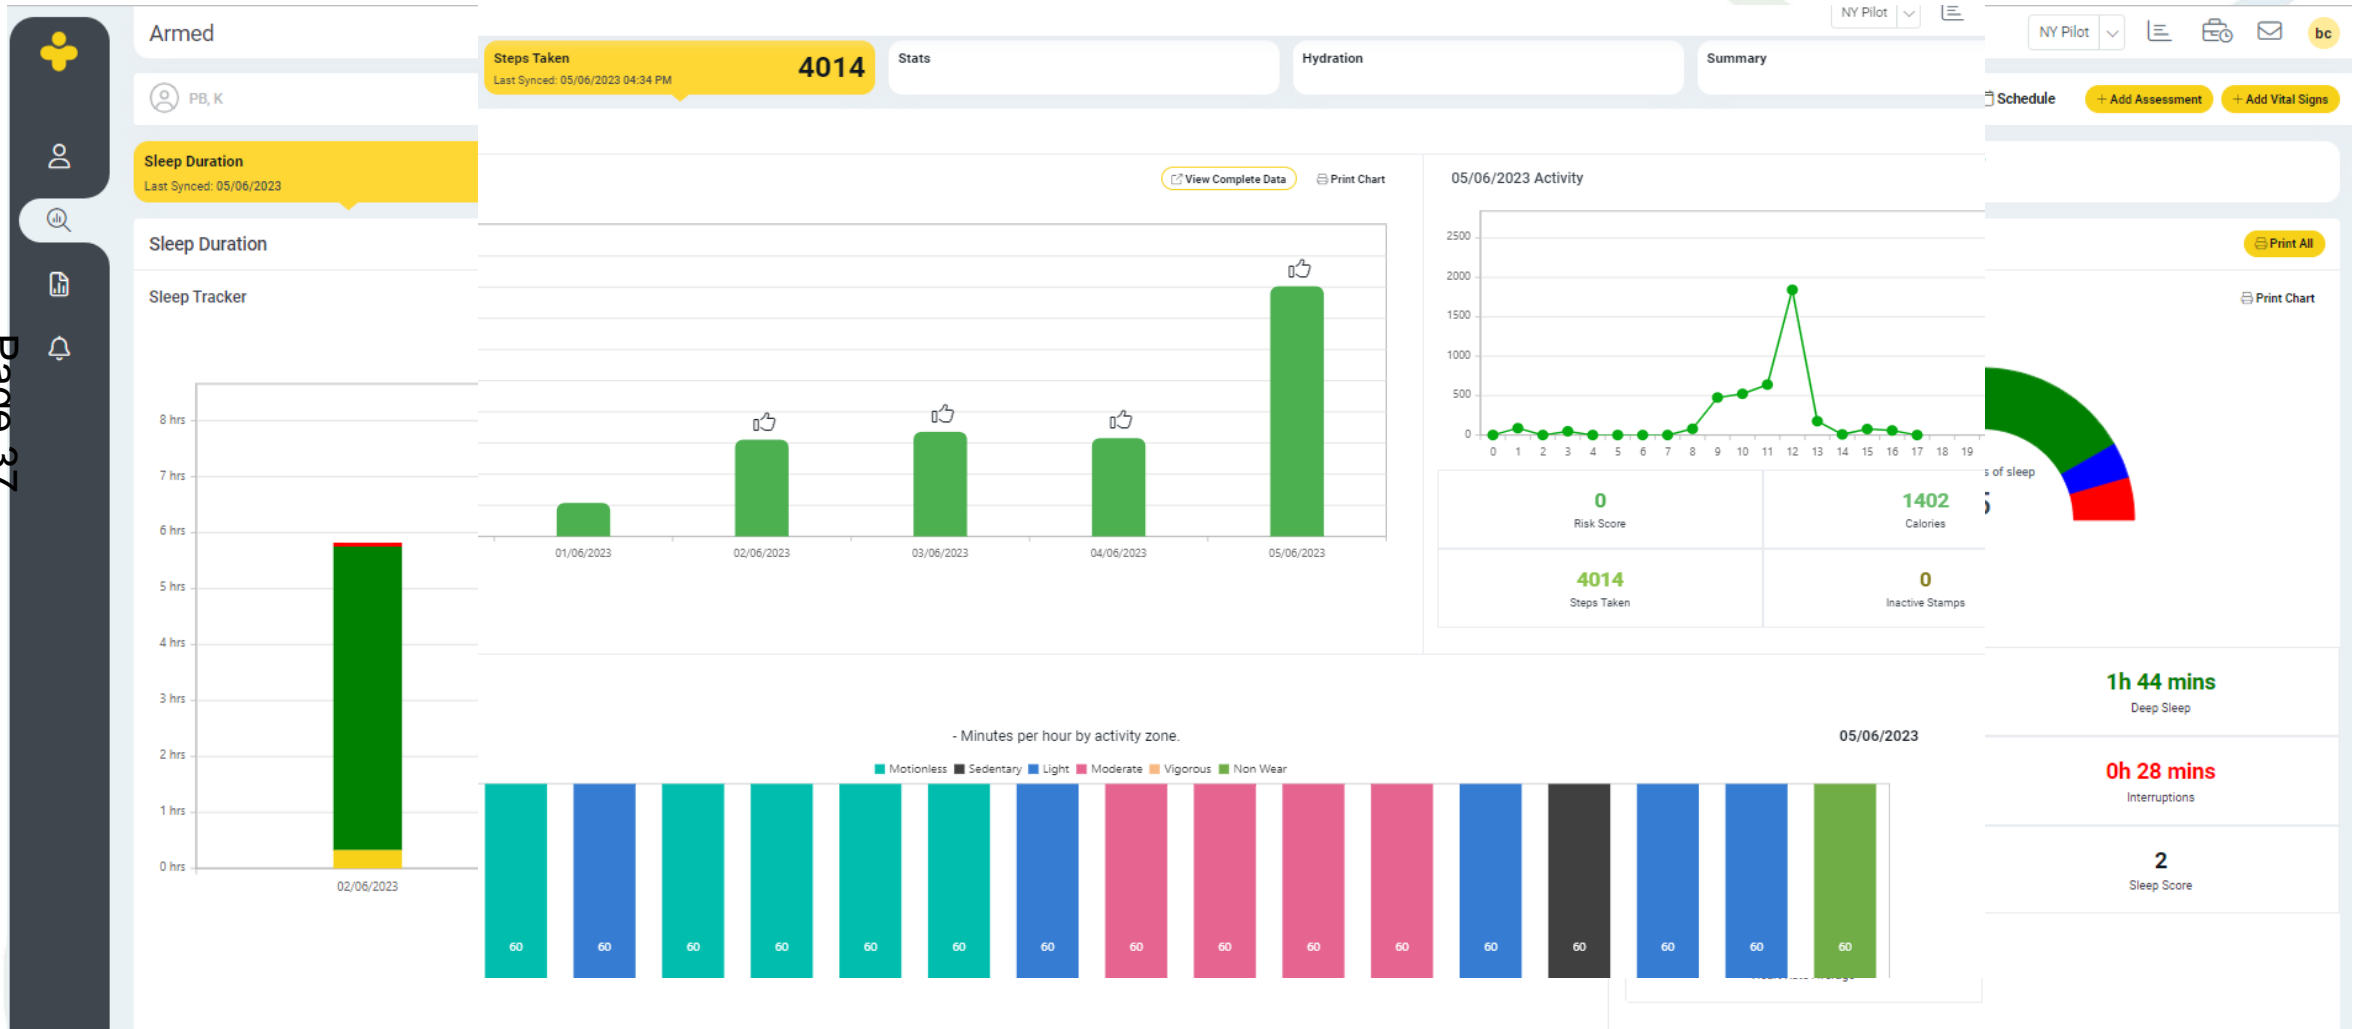 Armed
PB, K
Sleep Duration
Last Synced: 05/06/2023
Sleep Duration
Sleep Tracker
8 hrs
7 hrs
6 hrs
5 hrs
4 hrs
3 hrs
2 hrs
1 hrs
0 hrs
02/06/2023
Page 37
NY Pilot
Steps Taken
Last Synced: 05/06/2023 04:34 PM
4014
Stats
Hydration
Summary
View Complete Data
Print Chart
01/06/2023
02/06/2023
03/06/2023
04/06/2023
05/06/2023
05/06/2023 Activity
2500
2000
1500
1000
500
0
0 1 2 3 4 5 6 7 8 9 10 11 12 13 14 15 16 17 18 19
0
Risk Score
1402
Calories
4014
Steps Taken
0
Inactive Stamps
- Minutes per hour by activity zone.
05/06/2023
Motionless Sedentary Light Moderate Vigorous Non Wear
60 60 60 60 60 60 60 60 60 60 60 60 60 60 60 60
NY Pilot
bc
Schedule
+ Add Assessment
+ Add Vital Signs
Print All
Print Chart
of sleep
1h 44 mins
Deep Sleep
0h 28 mins
Interruptions
2
Sleep Score